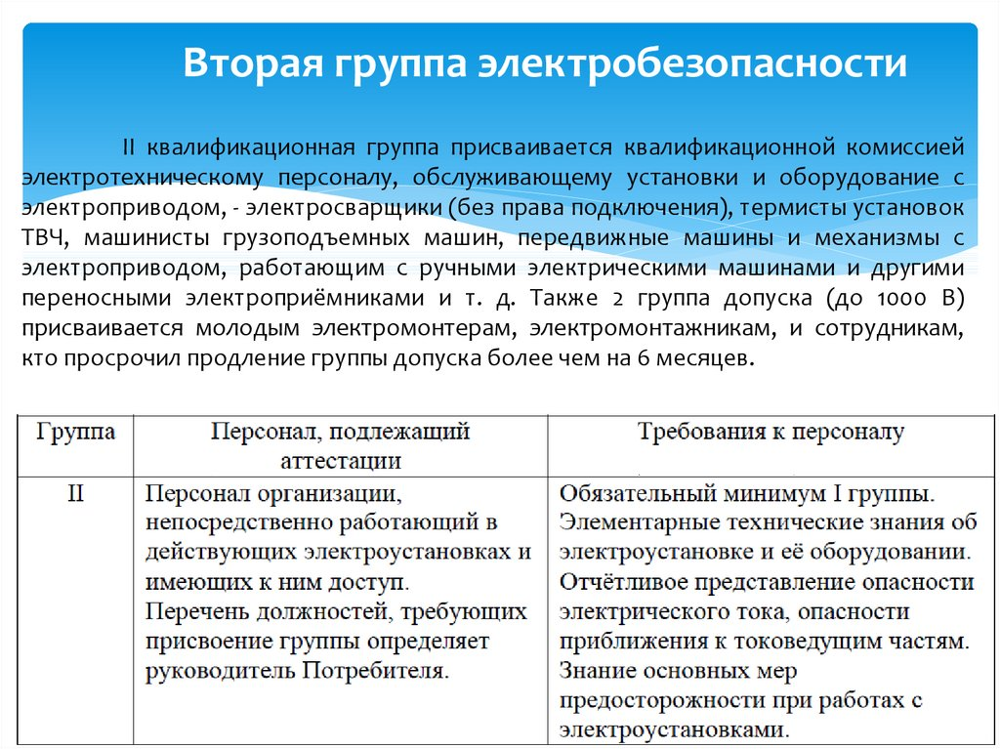 Вторая группа электробезопасности
II квалификационная группа присваивается квалификационной комиссией
электротехническому персоналу, обслуживающему установки и оборудование с
электроприводом, - электросварщики (без права подключения), термисты установок
ТВЧ, машинисты грузоподъемных машин, передвижные машины и механизмы с
электроприводом, работающим с ручными электрическими машинами и другими
переносными электроприёмниками и т. д. Также 2 группа допуска (до 1000 В)
присваивается молодым электромонтерам, электромонтажникам, и сотрудникам,
кто просрочил продление группы допуска более чем на 6 месяцев.
Группа
Персонал, подлежащий
аттестации
Требования к персоналу
II
Персонал организации,
непосредственно работающий в
действующих электроустановках и
имеющих к ним доступ.
Перечень должностей, требующих
присвоение группы определяет
руководитель Потребителя.
Обязательный минимум I группы.
Элементарные технические знания об
электроустановке и её оборудовании.
Отчётливое представление опасности
электрического тока, опасности
приближения к токоведущим частям.
Знание основных мер
предосторожности при работах с
электроустановками.